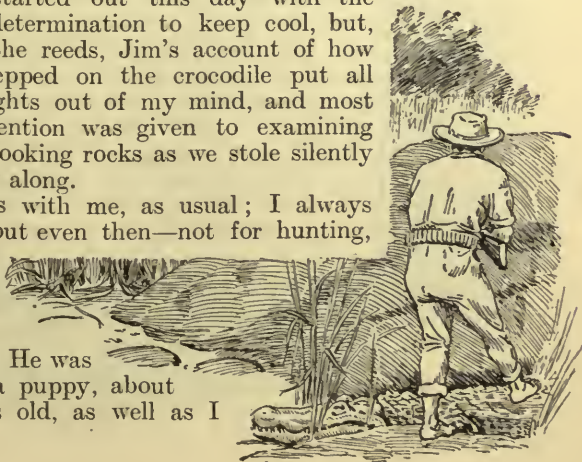 started out this day with the
determination to keep cool, but,
he reeds, Jim's account of how
epped on the crocodile put all
ghts out of my mind, and most
ention was given to examining
ooking rocks as we stole silently
along.
s with me, as usual; I always
but even then—not for hunting,
He was
a puppy, about
s old, as well as I